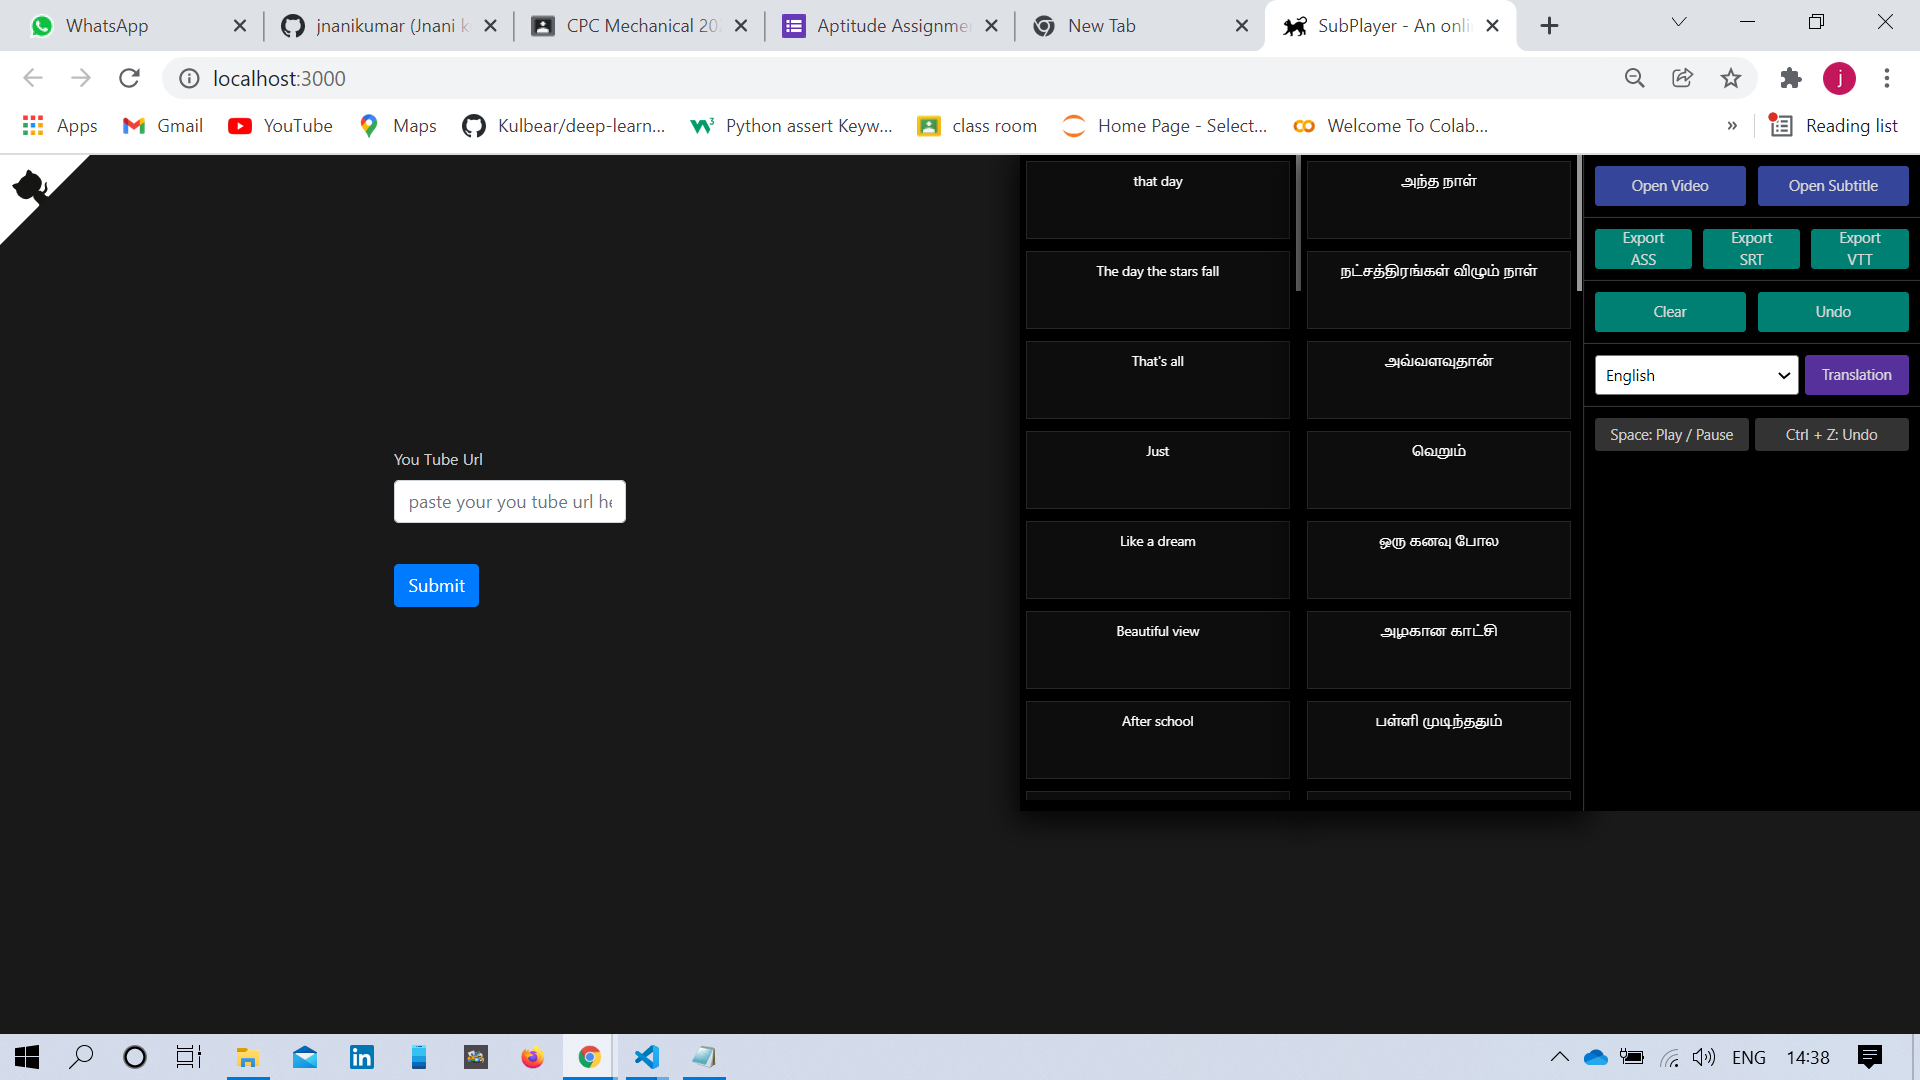 WhatsApp
jnanikumar (Jnani k
CPC Mechanical 20
Aptitude Assignme
New Tab
SubPlayer - An onli
localhost:3000
j
Apps
Gmail
YouTube
Maps
Kulbear/deep-learn...
Python assert Keyw...
class room
Home Page - Select...
Welcome To Colab...
»
Reading list
You Tube Url
paste your you tube url he
Submit
that day
அந்த நாள்
The day the stars fall
நட்சத்திரங்கள் விழும் நாள்
That's all
அவ்வளவுதான்
Just
வெறும்
Like a dream
ஒரு கனவு போல
Beautiful view
அழகான காட்சி
After school
பள்ளி முடிந்ததும்
Open Video
Open Subtitle
Export
ASS
Export
SRT
Export
VTT
Clear
Undo
English
Translation
Space: Play / Pause
Ctrl + Z: Undo
ENG
14:38